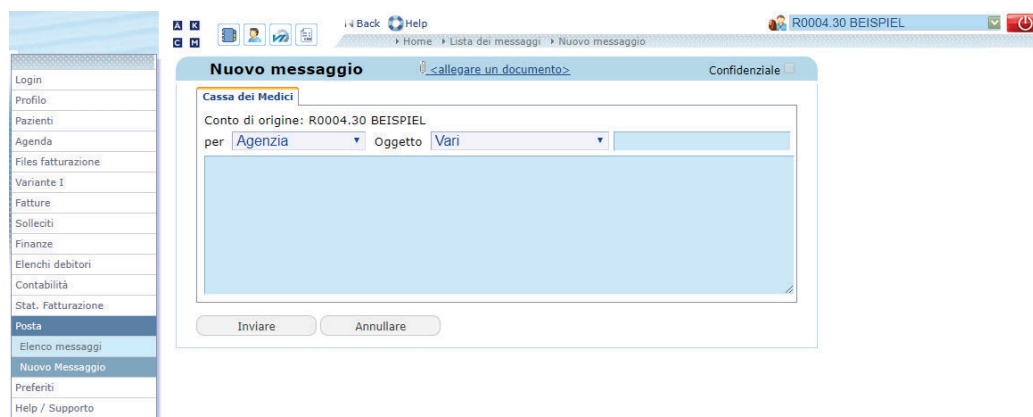 A K
C M
Back Help
R0004.30 BEISPIEL
Home Lista dei messaggi Nuovo messaggio
Nuovo messaggio <allegare un documento> Confidenziale
Cassa dei Medici
Conto di origine: R0004.30 BEISPIEL
per Agenzia Oggetto Vari
Inviare Annullare
Login
Profilo
Pazienti
Agenda
Files fatturazione
Variante I
Fatture
Solleciti
Finanze
Elenchi debitori
Contabilità
Stat. Fatturazione
Posta
Elenco messaggi
Nuovo Messaggio
Preferiti
Help / Supporto